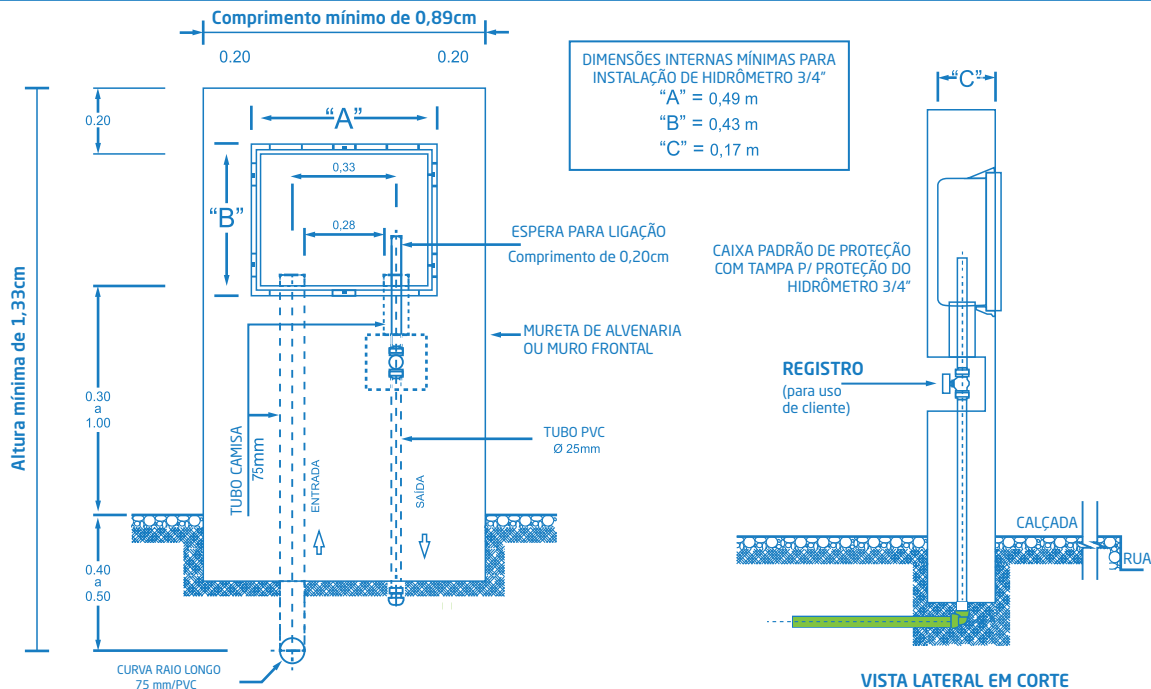 Comprimento mínimo de 0,89cm
0.20
0.20
DIMENSÕES INTERNAS MÍNIMAS PARA
INSTALAÇÃO DE HIDRÔMETRO 3/4"
"A" = 0,49 m
"B" = 0,43 m
"C" = 0,17 m
"C"
Altura mínima de 1,33cm
0.20
"A"
"B"
0,33
0,28
ESPERA PARA LIGAÇÃO
Comprimento de 0,20cm
CAIXA PADRÃO DE PROTEÇÃO
COM TAMPA P/ PROTEÇÃO DO
HIDRÔMETRO 3/4"
MURETA DE ALVENARIA
OU MURO FRONTAL
REGISTRO
(para uso
de cliente)
0.30
a
1,00
TUBO CAMISA
75mm
ENTRADA
SAÍDA
TUBO PVC
Ø 25mm
CALÇADA
RUA
0.40
a
0.50
CURVA RAIO LONGO
75 mm/PVC
VISTA LATERAL EM CORTE